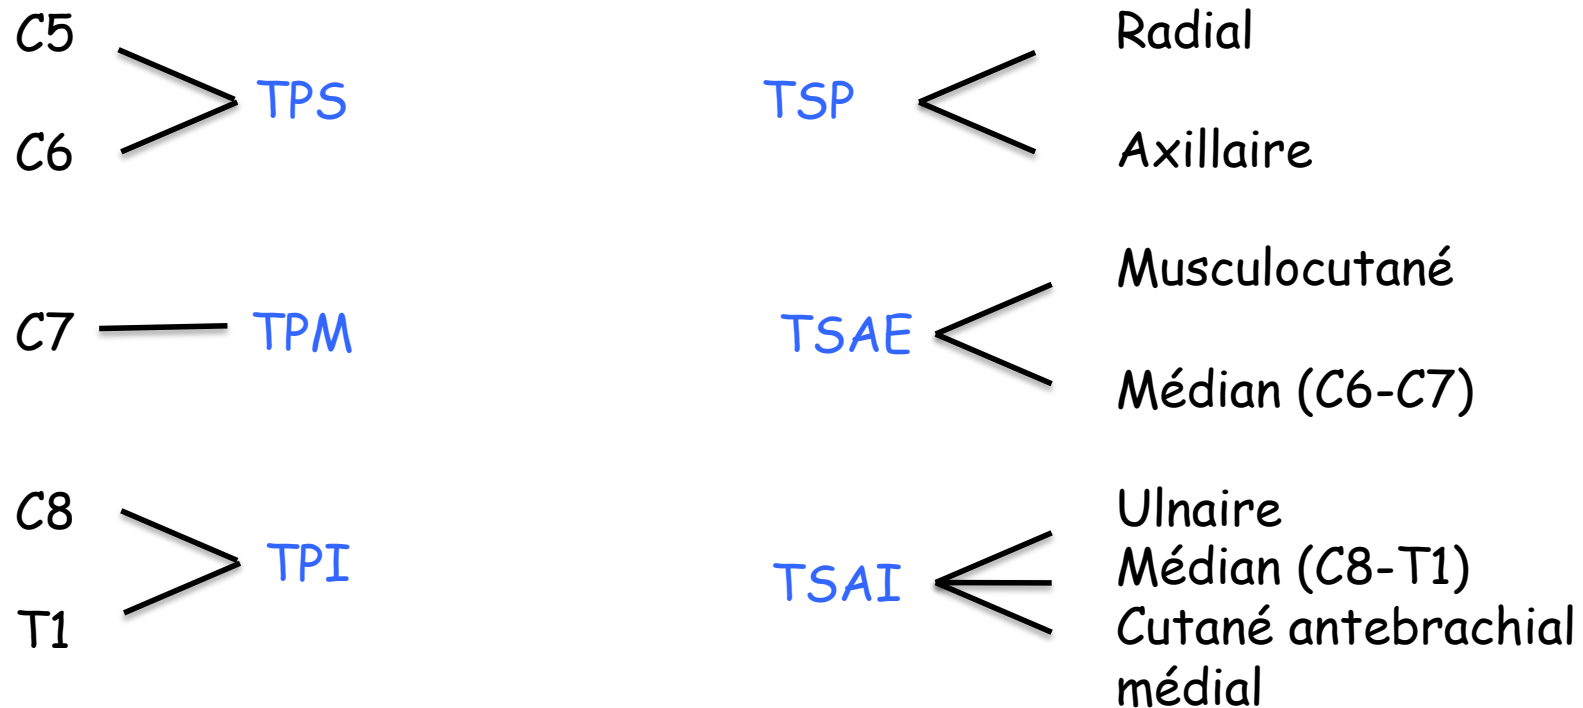 C5
C6
TPS
C7
TPM
C8
T1
TPI
TSP
Radial
Axillaire
TSAE
Musculocutané
Médian (C6-C7)
TSAI
Ulnaire
Médian (C8-T1)
Cutané antebrachial
médial